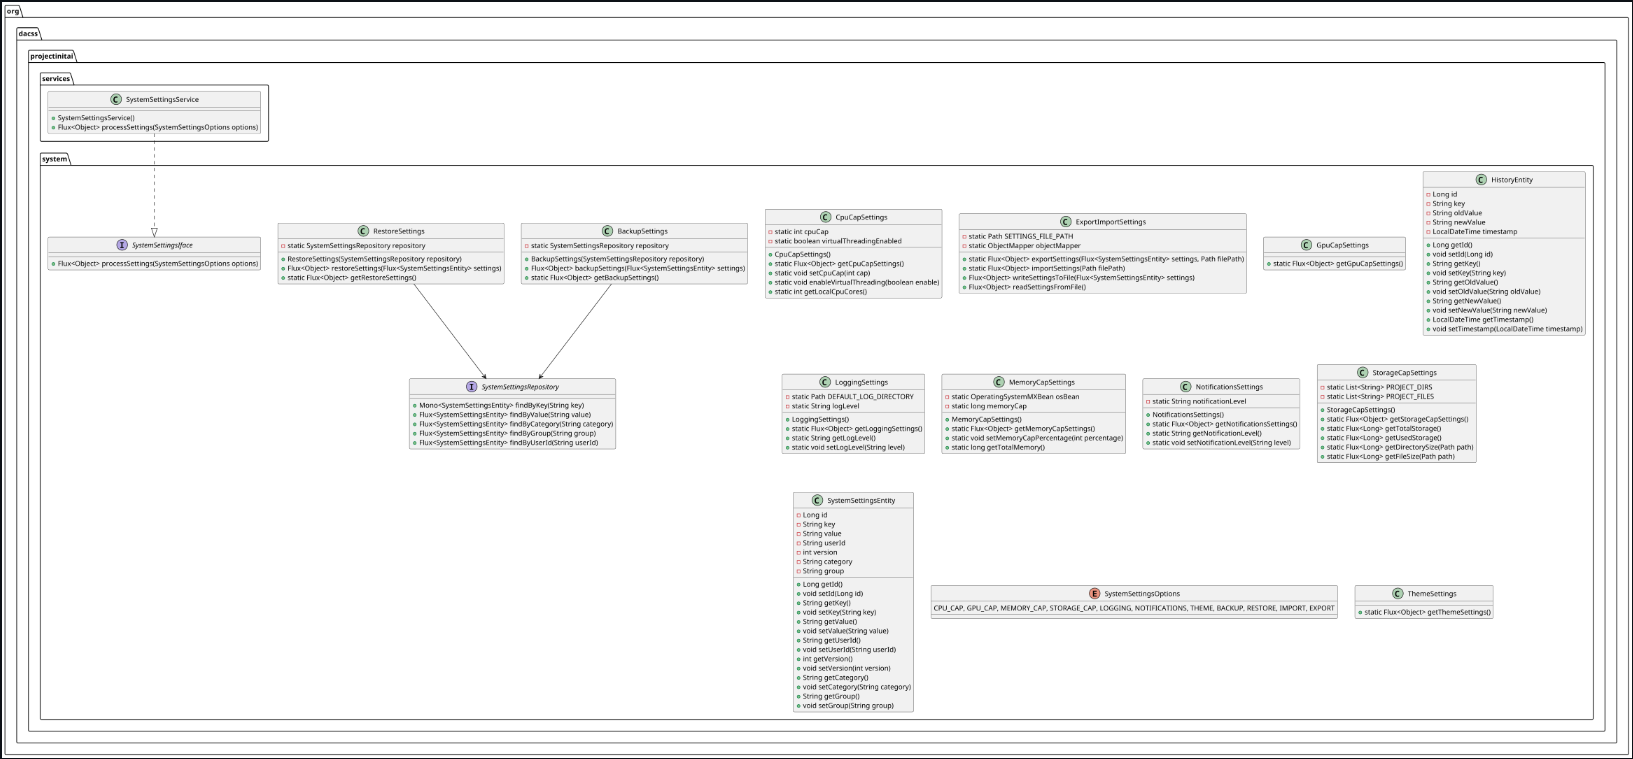 org
dacss
projectinitai
services
C SystemSettingsService
SystemSettingsService()
Flux<Object> processSettings(SystemSettingsOptions options)
system
I SystemSettingsIface
Flux<Object> processSettings(SystemSettingsOptions options)
C RestoreSettings
static SystemSettingsRepository repository
RestoreSettings(SystemSettingsRepository repository)
Flux<Object> restoreSettings(Flux<SystemSettingsEntity> settings)
static Flux<Object> getRestoreSettings()
C BackupSettings
static SystemSettingsRepository repository
BackupSettings(SystemSettingsRepository repository)
Flux<Object> backupSettings(Flux<SystemSettingsEntity> settings)
static Flux<Object> getBackupSettings()
C CpuCapSettings
static int cpuCap
static boolean virtualThreadingEnabled
CpuCapSettings()
static Flux<Object> getCpuCapSettings()
static void setCpuCap(int cap)
static void enableVirtualThreading(boolean enable)
static int getLocalCpuCores()
C ExportImportSettings
static Path SETTINGS_FILE_PATH
static ObjectMapper objectMapper
static Flux<Object> exportSettings(Flux<SystemSettingsEntity> settings, Path filePath)
static Flux<Object> importSettings(Path filePath)
Flux<Object> writeSettingsToFile(Flux<SystemSettingsEntity> settings)
Flux<Object> readSettingsFromFile()
C GpuCapSettings
static Flux<Object> getGpuCapSettings()
C HistoryEntity
Long id
String key
String oldValue
String newValue
LocalDateTime timestamp
Long getId()
void setId(Long id)
String getKey()
void setKey(String key)
String getOldValue()
void setOldValue(String oldValue)
String getNewValue()
void setNewValue(String newValue)
LocalDateTime getTimestamp()
void setTimestamp(LocalDateTime timestamp)
I SystemSettingsRepository
Mono<SystemSettingsEntity> findByKey(String key)
Flux<SystemSettingsEntity> findByValue(String value)
Flux<SystemSettingsEntity> findByCategory(String category)
Flux<SystemSettingsEntity> findByGroup(String group)
Flux<SystemSettingsEntity> findByUserId(String userId)
C LoggingSettings
static Path DEFAULT_LOG_DIRECTORY
static String logLevel
LoggingSettings()
static Flux<Object> getLoggingSettings()
static String getLogLevel()
static void setLogLevel(String level)
C MemoryCapSettings
static OperatingSystemMXBean osBean
static long memoryCap
MemoryCapSettings()
static Flux<Object> getMemoryCapSettings()
static void setMemoryCapPercentage(int percentage)
static long getTotalMemory()
C NotificationsSettings
static String notificationLevel
NotificationsSettings()
static Flux<Object> getNotificationsSettings()
static String getNotificationLevel()
static void setNotificationLevel(String level)
C StorageCapSettings
static List<String> PROJECT_DIRS
static List<String> PROJECT_FILES
StorageCapSettings()
static Flux<Object> getStorageCapSettings()
static Flux<Long> getTotalStorage()
static Flux<Long> getUsedStorage()
static Flux<Long> getDirectorySize(Path path)
static Flux<Long> getFileSize(Path path)
C SystemSettingsEntity
Long id
String key
String value
String userId
int version
String category
String group
Long getId()
void setId(Long id)
String getKey()
void setKey(String key)
String getValue()
void setValue(String value)
String getUserId()
void setUserId(String userId)
int getVersion()
void setVersion(int version)
String getCategory()
void setCategory(String category)
String getGroup()
void setGroup(String group)
E SystemSettingsOptions
CPU_CAP, GPU_CAP, MEMORY_CAP, STORAGE_CAP, LOGGING, NOTIFICATIONS, THEME, BACKUP, RESTORE, IMPORT, EXPORT
C ThemeSettings
static Flux<Object> getThemeSettings()